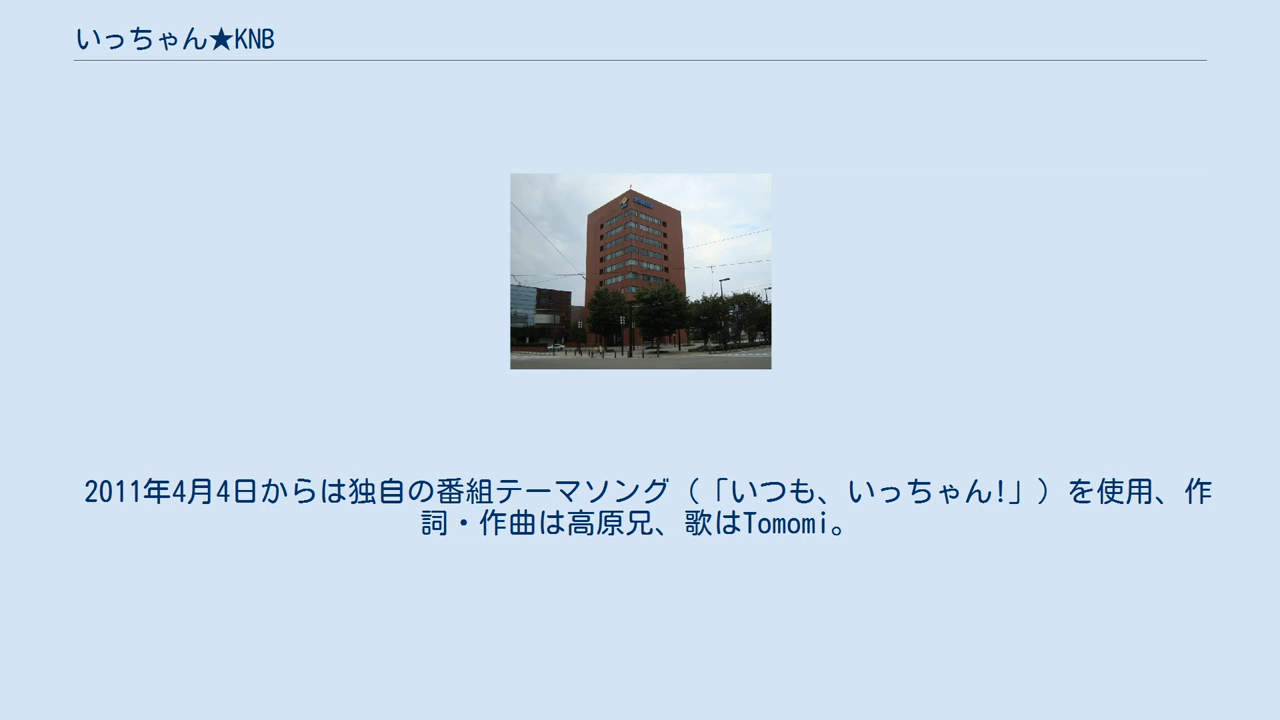 いっちゃん★KNB
2011年4月4日からは独自の番組テーマソング（「いつも、いっちゃん!」）を使用、作
詞・作曲は高原兄、歌はTomomi。